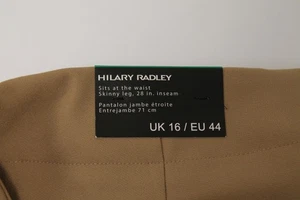 HILARY RADLEY
Sits at the waist
Skinny leg, 28 in. inseam
Pantalon jambe étroite
Entrejambe 71 cm
UK 16 / EU 44